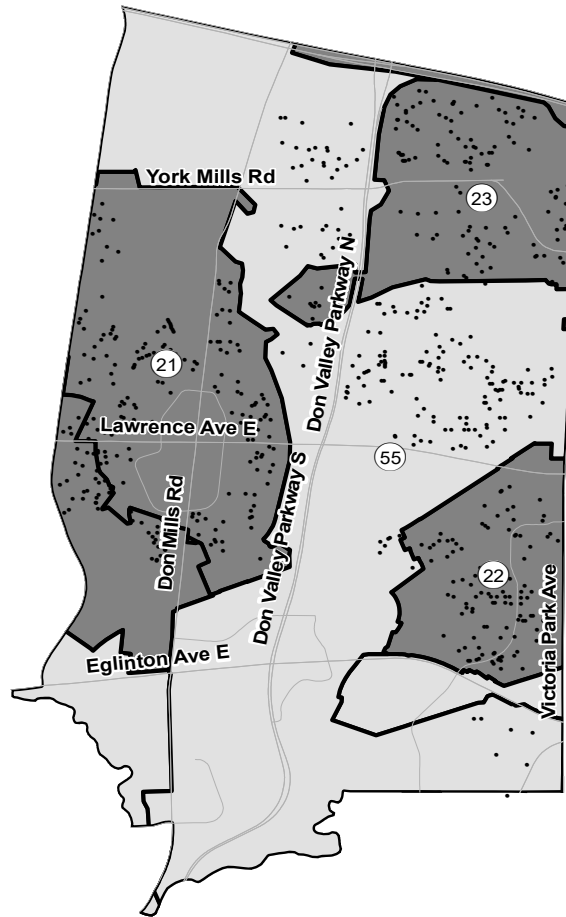 York Mills Rd
23
Don Valley Parkway N
21
Lawrence Ave E
55
Don Valley Parkway S
Don Mills Rd
22
Victoria Park Ave
Eglinton Ave E